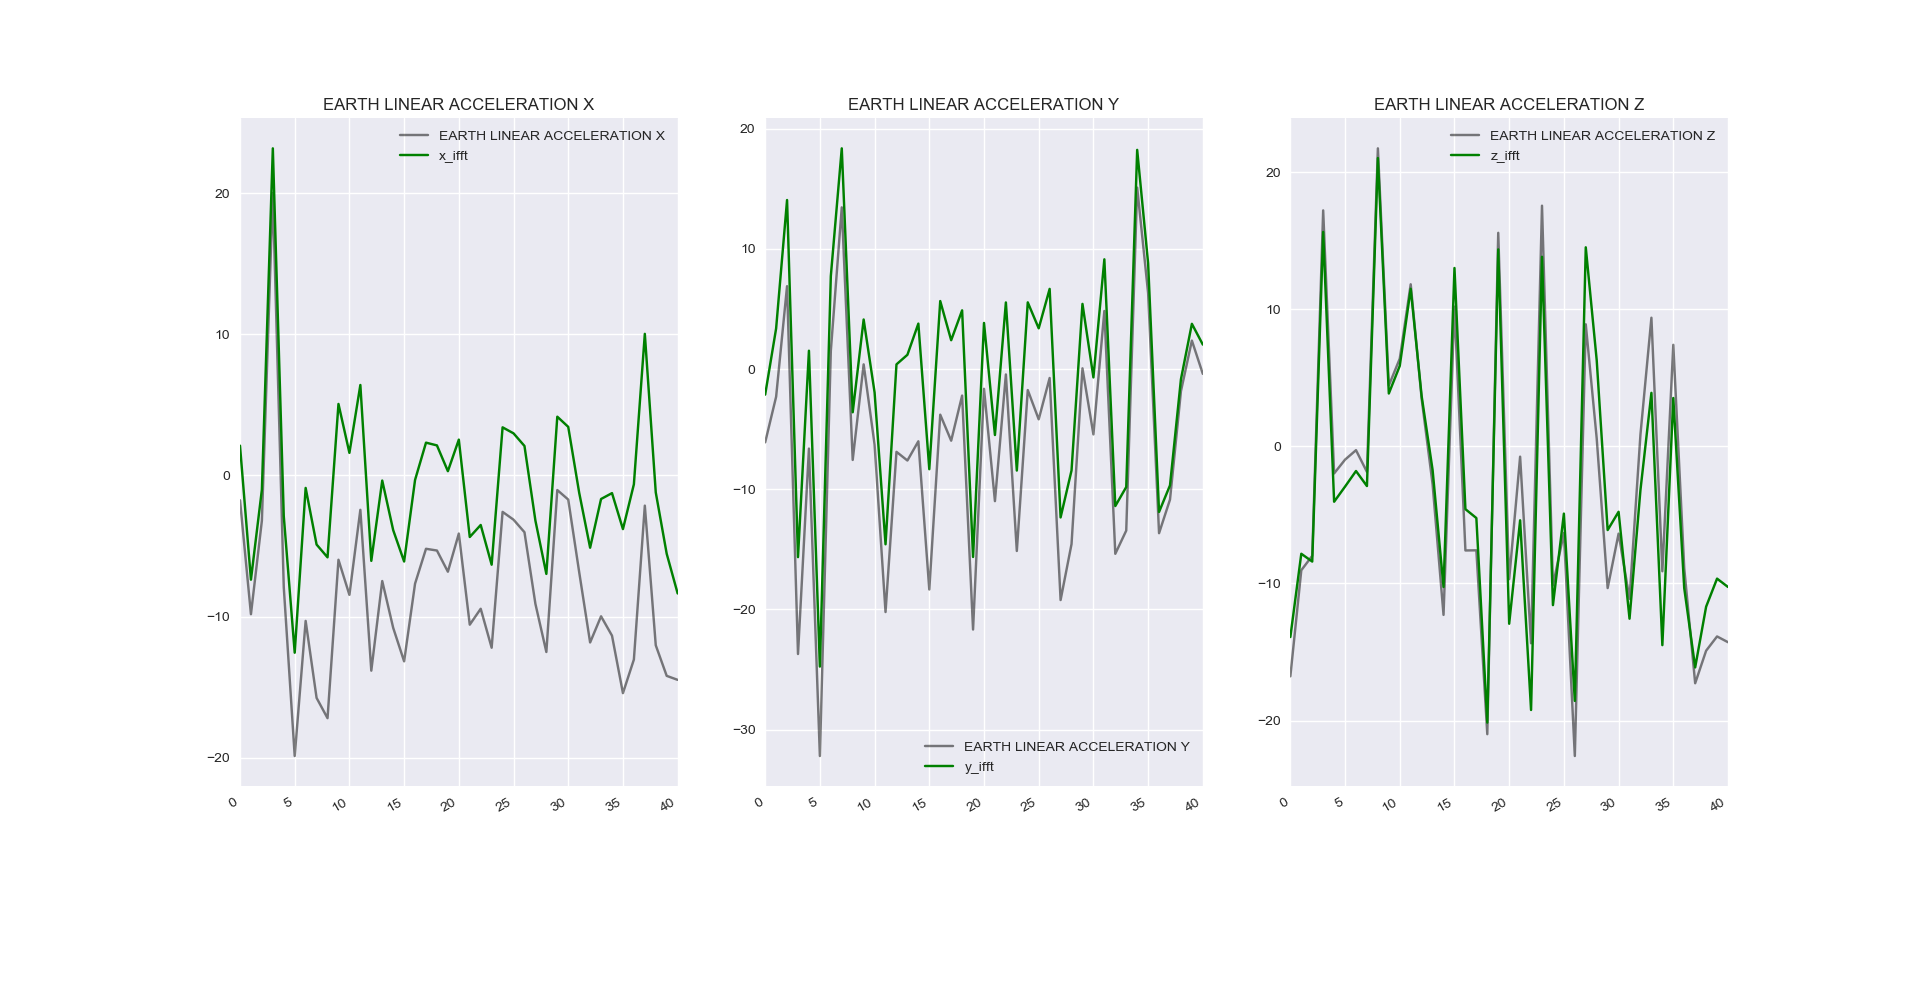 EARTH LINEAR ACCELERATION X
EARTH LINEAR ACCELERATION X
x_ifft
20
10
0
−10
−20
0 5 10 15 20 25 30 35 40
EARTH LINEAR ACCELERATION Y
20
10
0
−10
−20
−30
EARTH LINEAR ACCELERATION Y
y_ifft
0 5 10 15 20 25 30 35 40
EARTH LINEAR ACCELERATION Z
EARTH LINEAR ACCELERATION Z
z_ifft
20
10
0
−10
−20
0 5 10 15 20 25 30 35 40